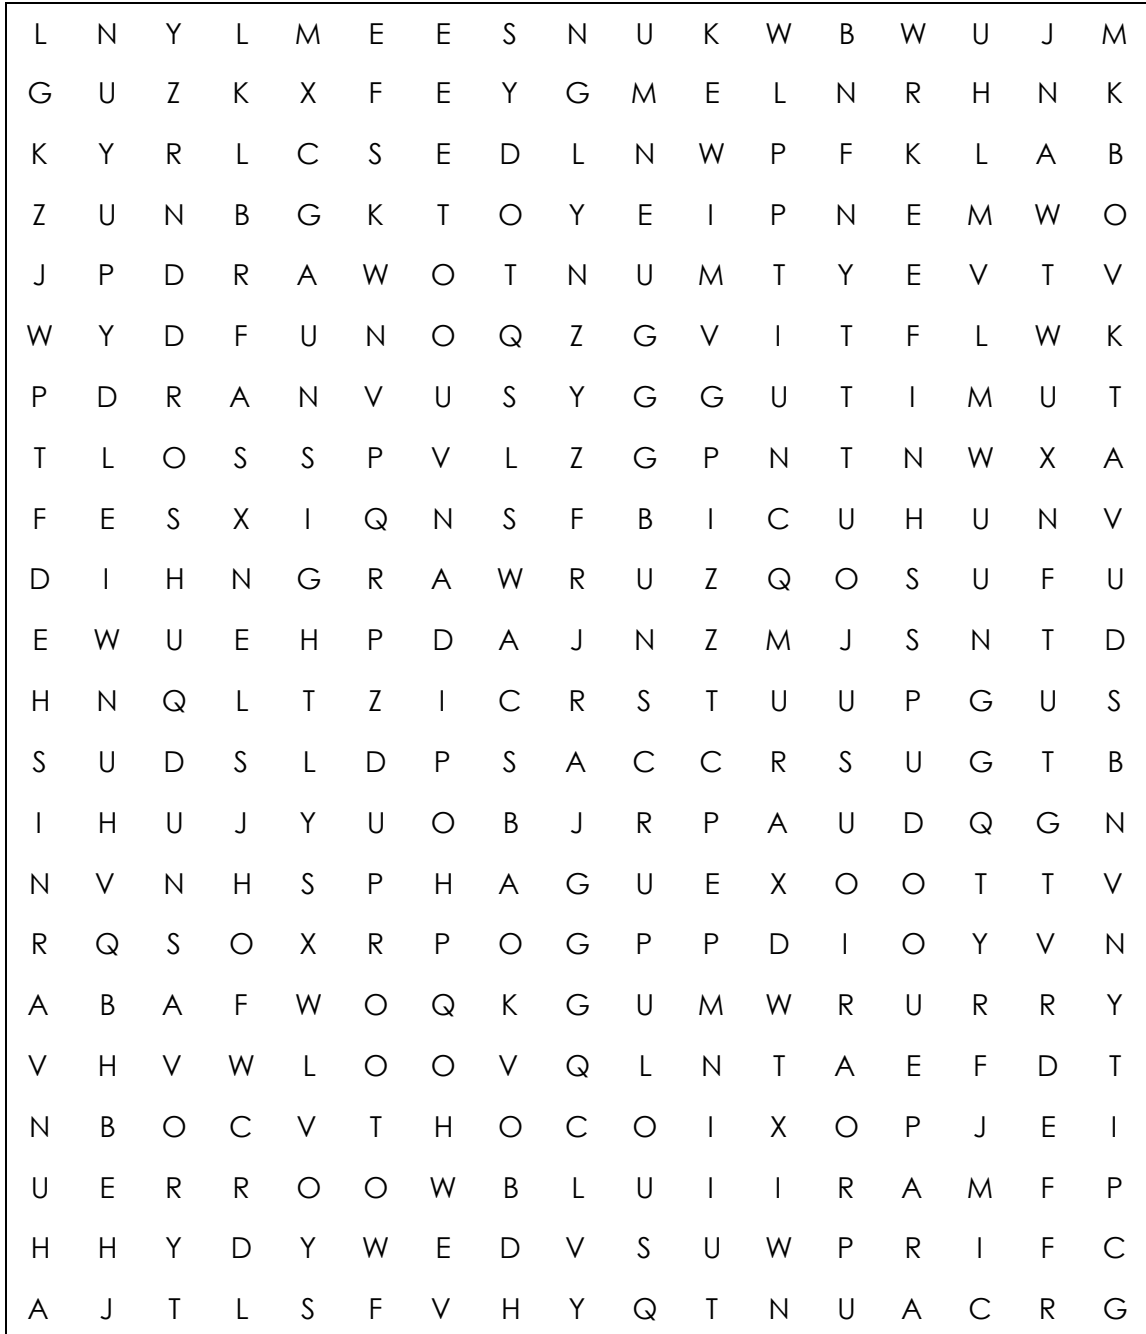 L N Y L M E E S N U K W B W U J M
G U Z K X F E Y G M E L N R H N K
K Y R L C S E D L N W P F K L A B
Z U N B G K T O Y E I P N E M W O
J P D R A W O T N U M T Y E V T V
W Y D F U N O Q Z G V I T F L W K
P D R A N V U S Y G G U T I M U T
T L O S S P V L Z G P N T N W X A
F E S X I Q N S F B I C U H U N V
D I H N G R A W R U Z Q O S U F U
E W U E H P D A J N Z M J S N T D
H N Q L T Z I C R S T U U P G U S
S U D S L D P S A C C R S U G T B
I H U J Y U O B J R P A U D Q G N
N V N H S P H A G U E X O O T T V
R Q S O X R P O G P P D I O Y V N
A B A F W O Q K G U M W R U R R Y
V H V W L O O V Q L N T A E F D T
N B O C V T H O C O I X O P J E I
U E R R O O W B L U I I R A M F P
H H Y D Y W E D V S U W P R I F C
A J T L S F V H Y Q T N U A C R G